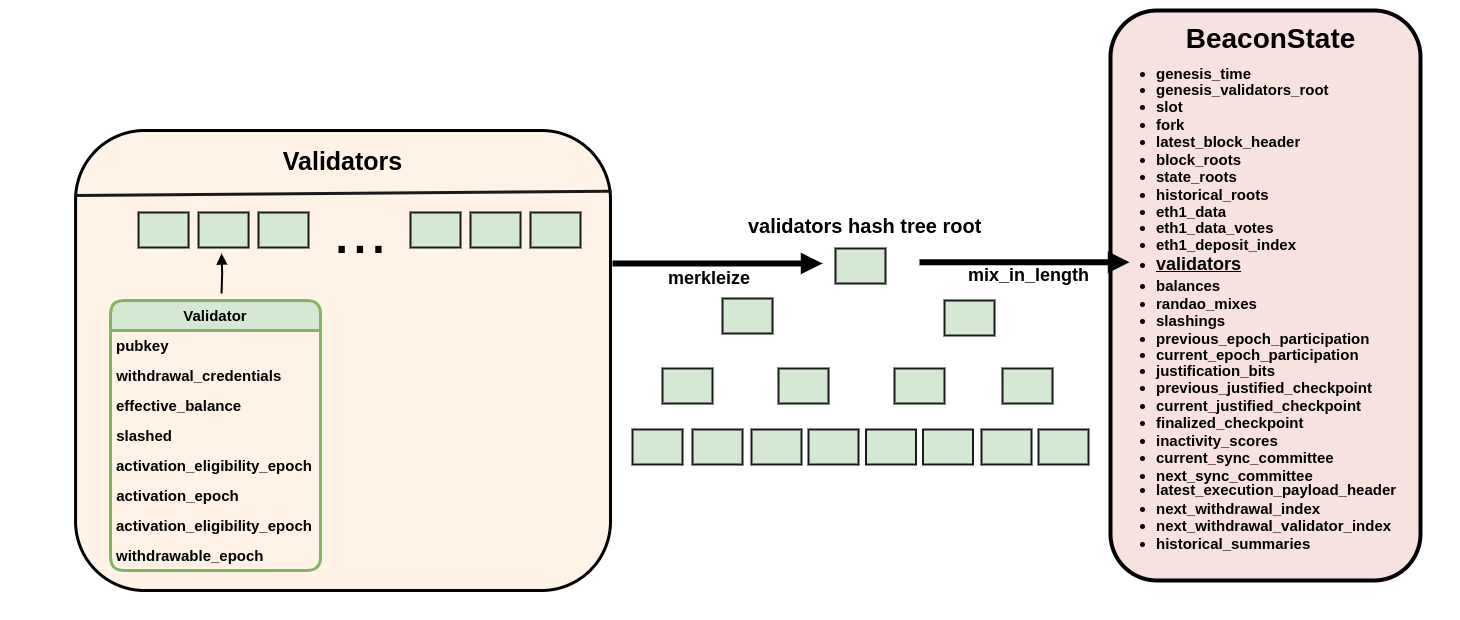 Validators
...
Validator
pubkey
withdrawal_credentials
effective_balance
slashed
activation_eligibility_epoch
activation_epoch
activation_eligibility_epoch
withdrawable_epoch
validators hash tree root
merkleize
mix_in_length
BeaconState
• genesis_time
• genesis_validators_root
• slot
• fork
• latest_block_header
• block_roots
• state_roots
• historical_roots
• eth1_data
• eth1_data_votes
• eth1_deposit_index
• validators
• balances
• randao_mixes
• slashings
• previous_epoch_participation
• current_epoch_participation
• justification_bits
• previous_justified_checkpoint
• current_justified_checkpoint
• finalized_checkpoint
• inactivity_scores
• current_sync_committee
• next_sync_committee
• latest_execution_payload_header
• next_withdrawal_index
• next_withdrawal_validator_index
• historical_summaries